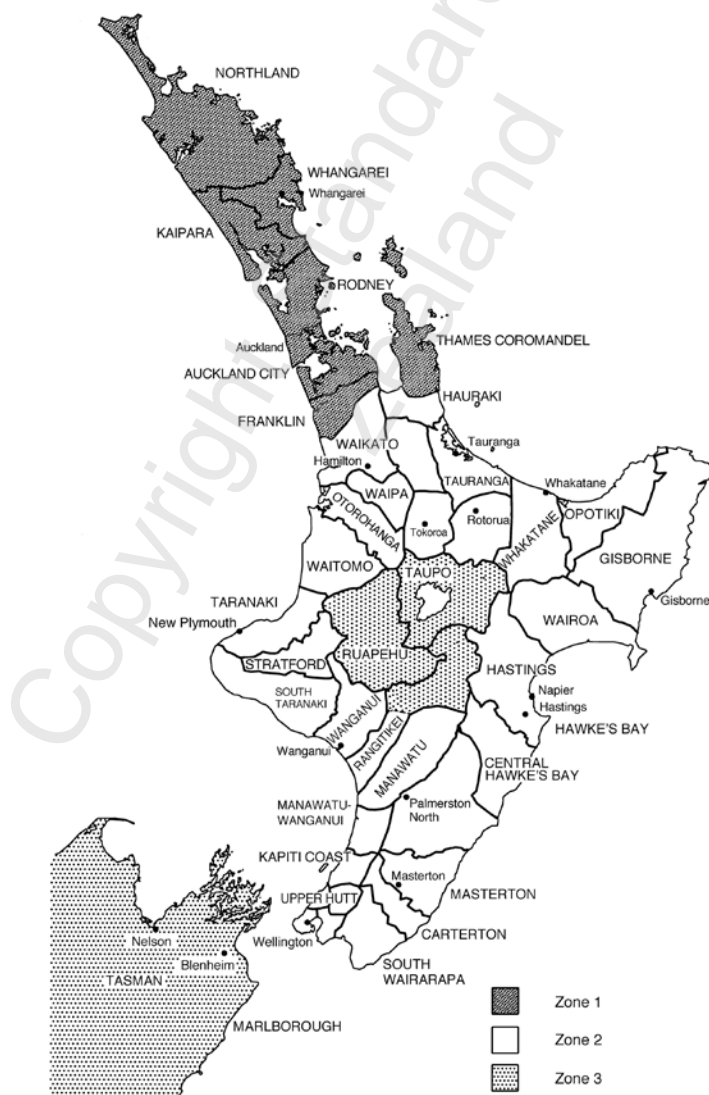 NORTHLAND
WHANGAREI
Whangarei
KAIPARA
RODNEY
Auckland
THAMES COROMANDEL
AUCKLAND CITY
HAURAKI
FRANKLIN
WAIKATO
Tauranga
Hamilton
TAURANGA
Whakatane
WAIPA
OTOROHANGA
Tokoroa
Rotorua
WHAKATANE
OPOTIKI
GISBORNE
WAITOMO
TAUPO
TARANAKI
Gisborne
New Plymouth
WAIROA
STRATFORD
RUAPEHU
HASTINGS
SOUTH
TARANAKI
WANGANUI
Napier
Hastings
RANGITIKEI
HAWKE'S BAY
Wanganui
MANAWATU
CENTRAL
HAWKE'S BAY
MANAWATU-
WANGANUI
Palmerston
North
KAPITI COAST
Masterton
MASTERTON
UPPER HUTT
Nelson
Wellington
CARTERTON
Blenheim
SOUTH
WAIRARAPA
TASMAN
MARLBOROUGH
Zone 1
Zone 2
Zone 3
Copyright Standard
Zealand